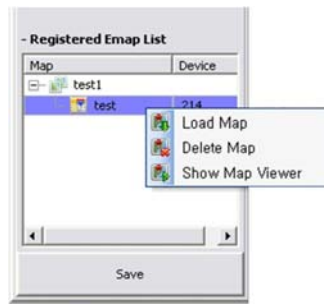 - Registered Emap List
Map Device
test1
test 214
Load Map
Delete Map
Show Map Viewer
Save